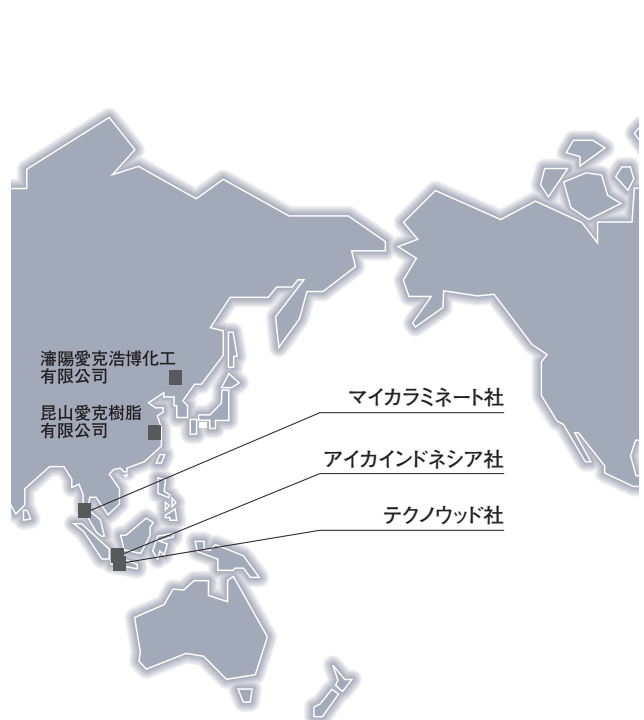 瀋陽愛克浩博化工
有限公司
昆山愛克樹脂
有限公司
マイカラミネート社
アイカインドネシア社
テクノウッド社